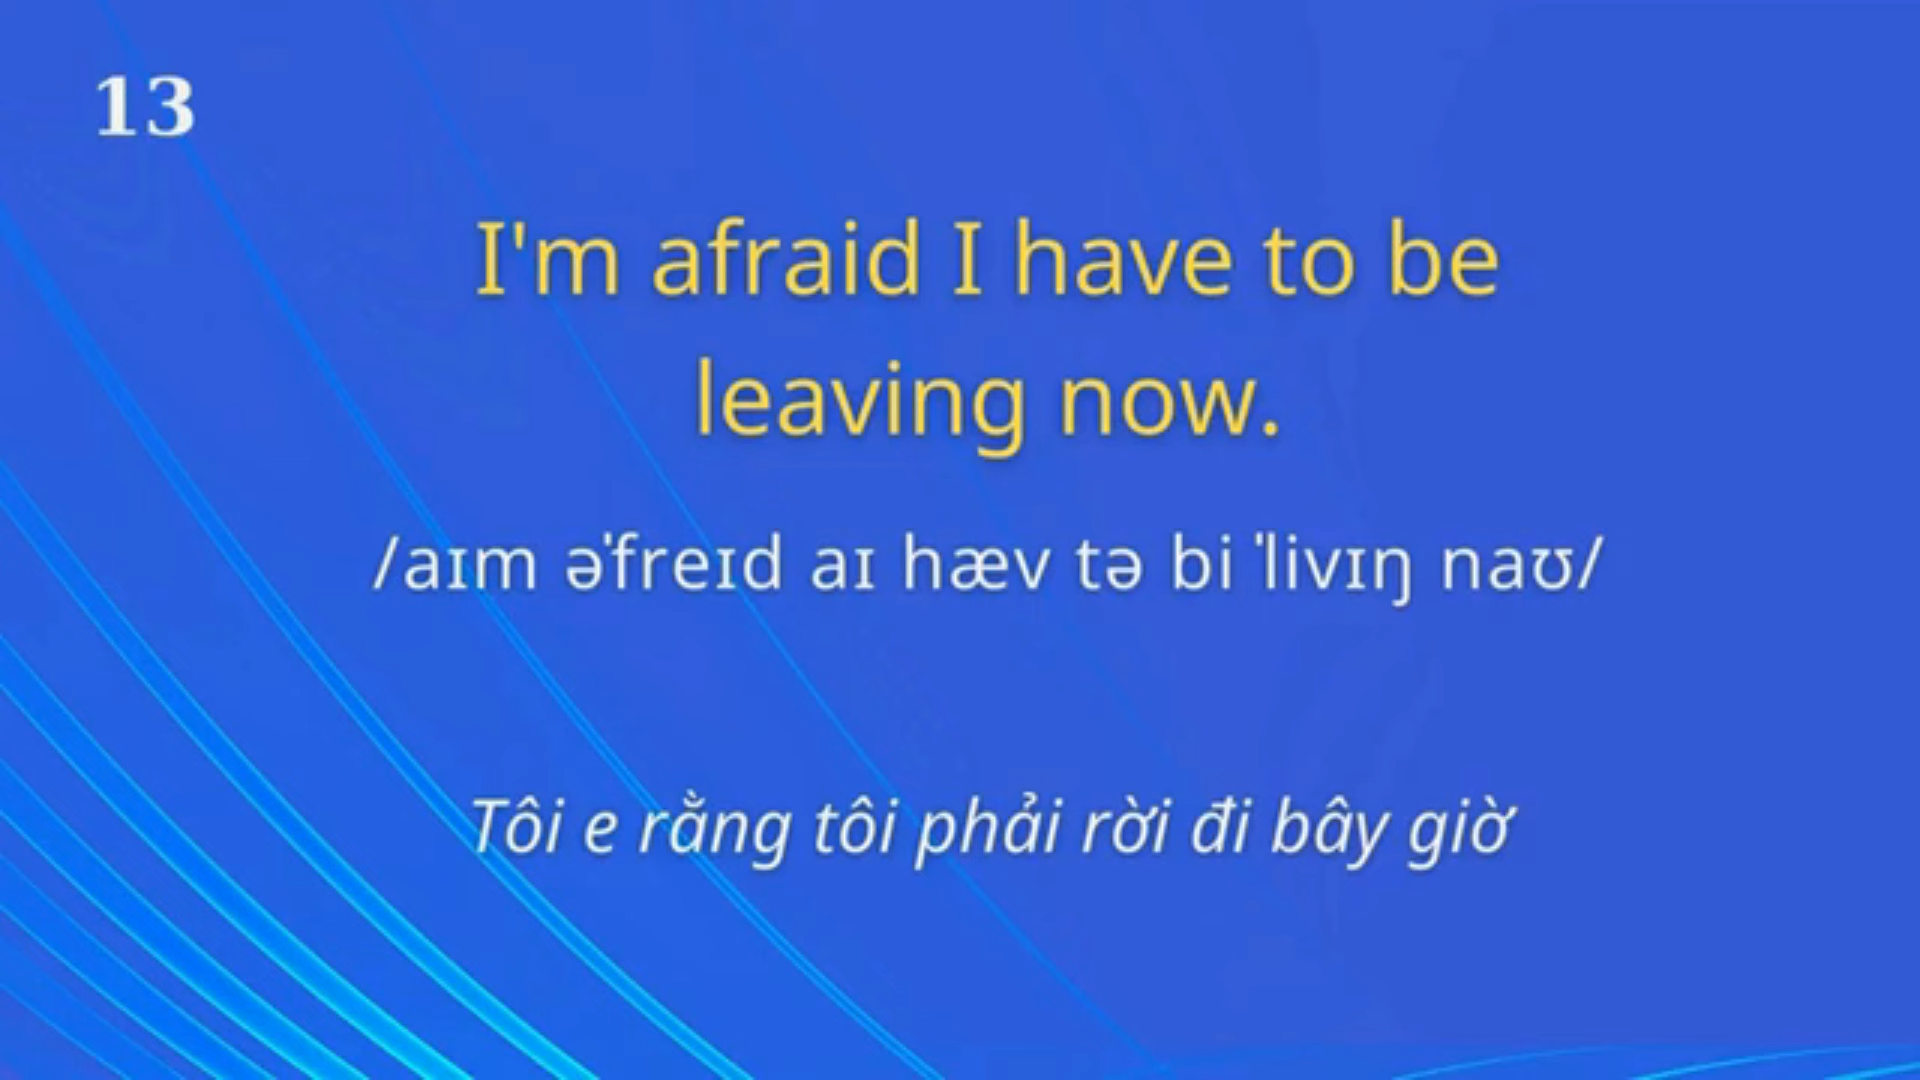 13
I'm afraid I have to be
leaving now.
/aɪm əˈfreɪd aɪ hæv tə bi ˈlivɪŋ naʊ/
Tôi e rằng tôi phải rời đi bây giờ